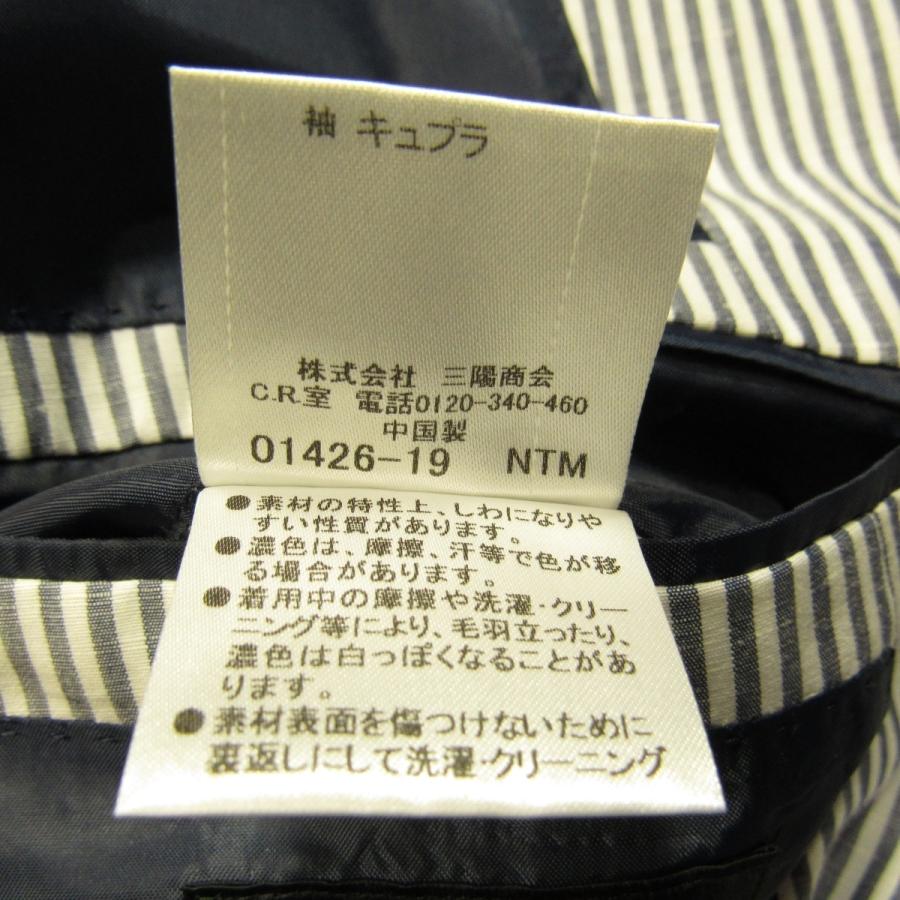 袖 キュプラ
株式会社 三陽商会
C.R.室 電話0120-340-460
中国製
01426-19 NTM
●素材の特性上、しわになりや
すい性質があります。
●濃色は、摩擦、汗等で色が移
る場合があります。
●着用中の摩擦や洗濯・クリー
ニング等により、毛羽立ったり、
濃色は白っぽくなることがあ
ります。
●素材表面を傷つけないために
裏返しにして洗濯・クリーニング